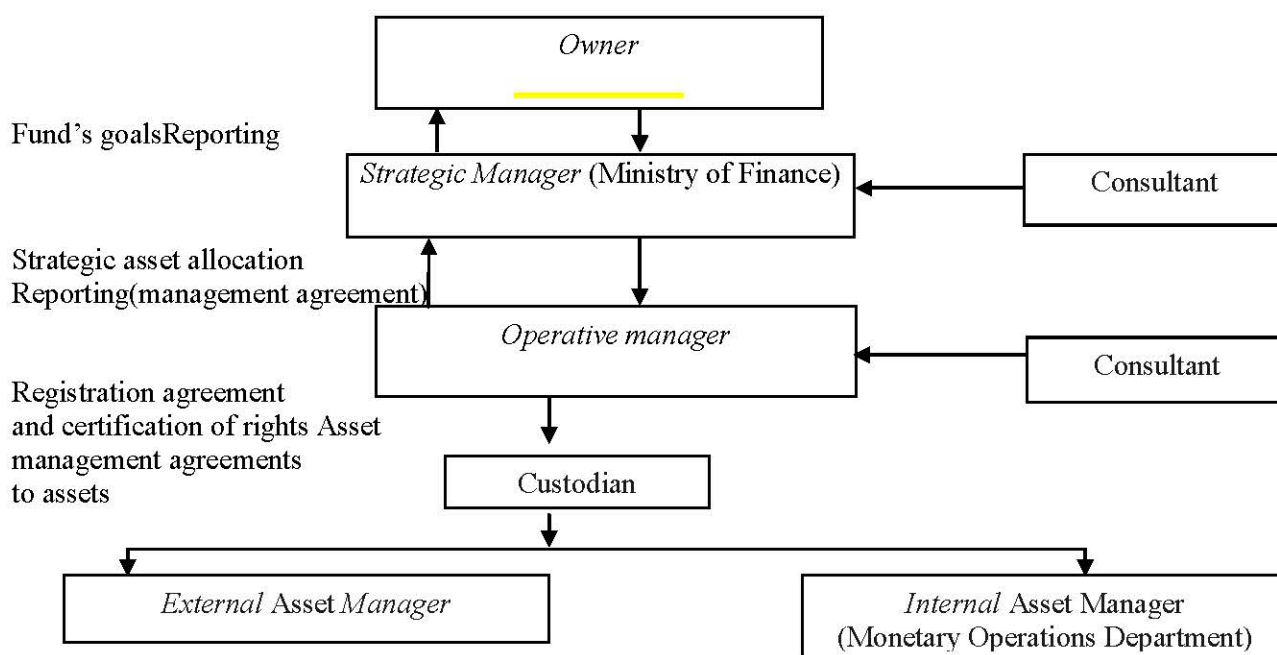 Owner
Fund’s goalsReporting
Strategic Manager (Ministry of Finance)
Consultant
Strategic asset allocation
Reporting(management agreement)
Operative manager
Consultant
Registration agreement
and certification of rights Asset
management agreements
to assets
Custodian
External Asset Manager
Internal Asset Manager
(Monetary Operations Department)